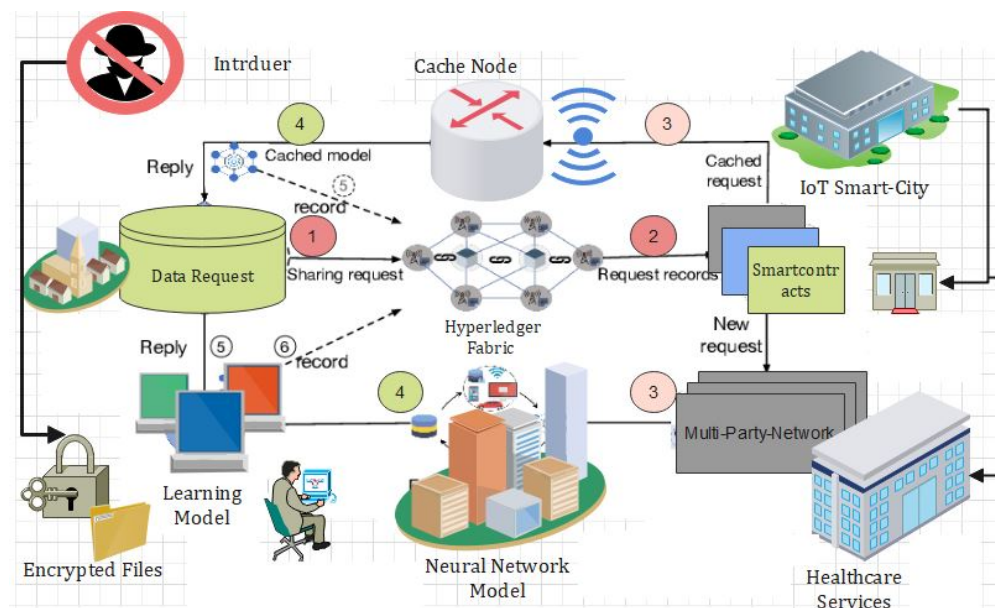 Intrduer
Cache Node
4
3
Reply
Cached model
Cached
request
IoT Smart-City
5
record
1
2
Data Request
Sharing request
Request records
Smartcontr
acts
Hyperledger
Fabric
New
request
Reply
5
6
record
4
3
Multi-Party-Network
Learning
Model
Encrypted Files
Neural Network
Model
Healthcare
Services